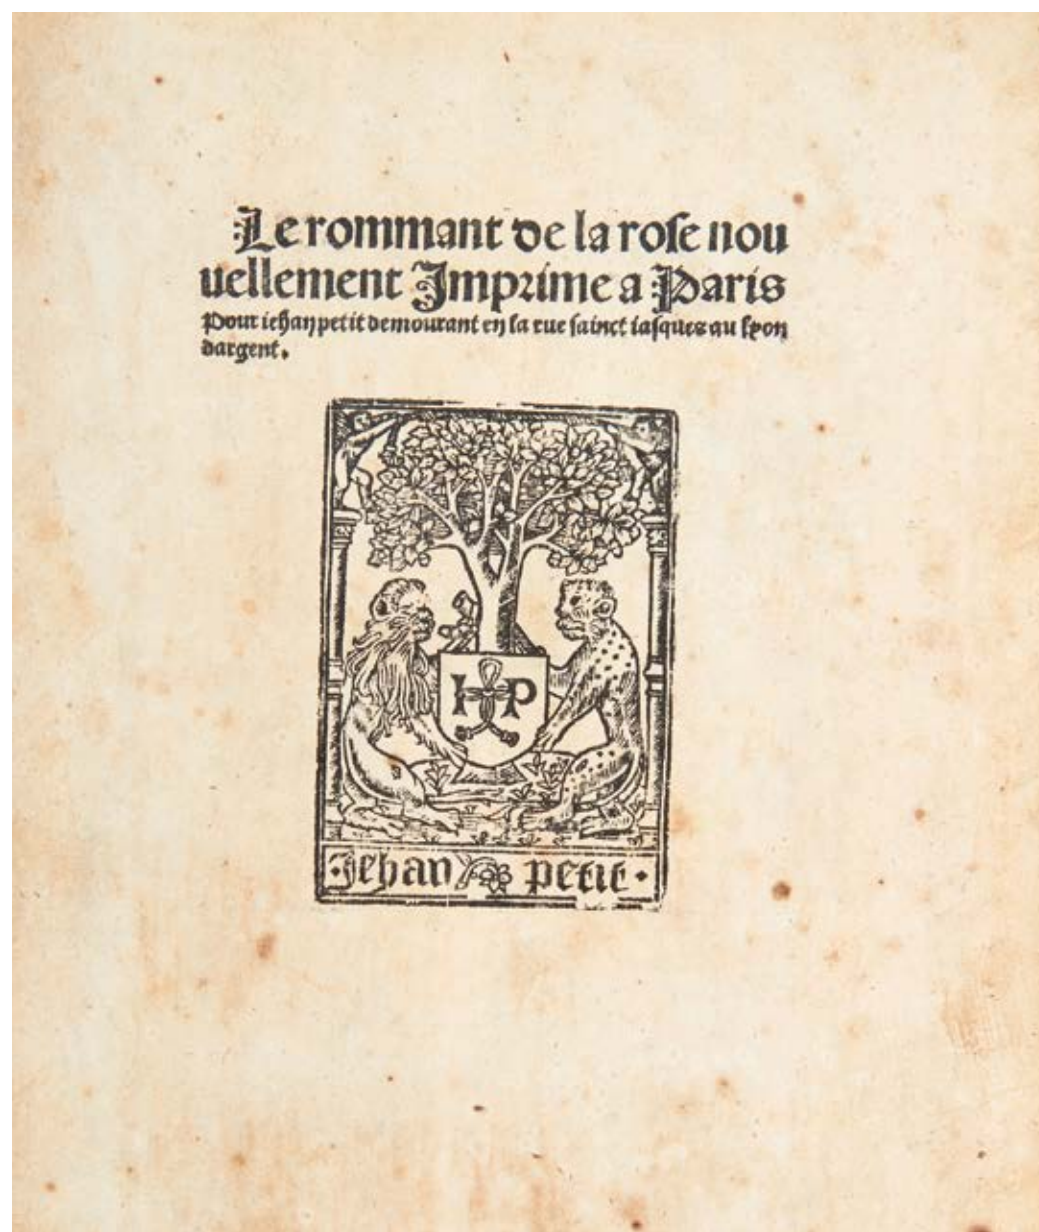 Le rommant de la rose nou
uellement Imprime a Paris
Pour iehan petit demourant en la rue sainct iasques au lyon
dargent.
I P
Jehan petit